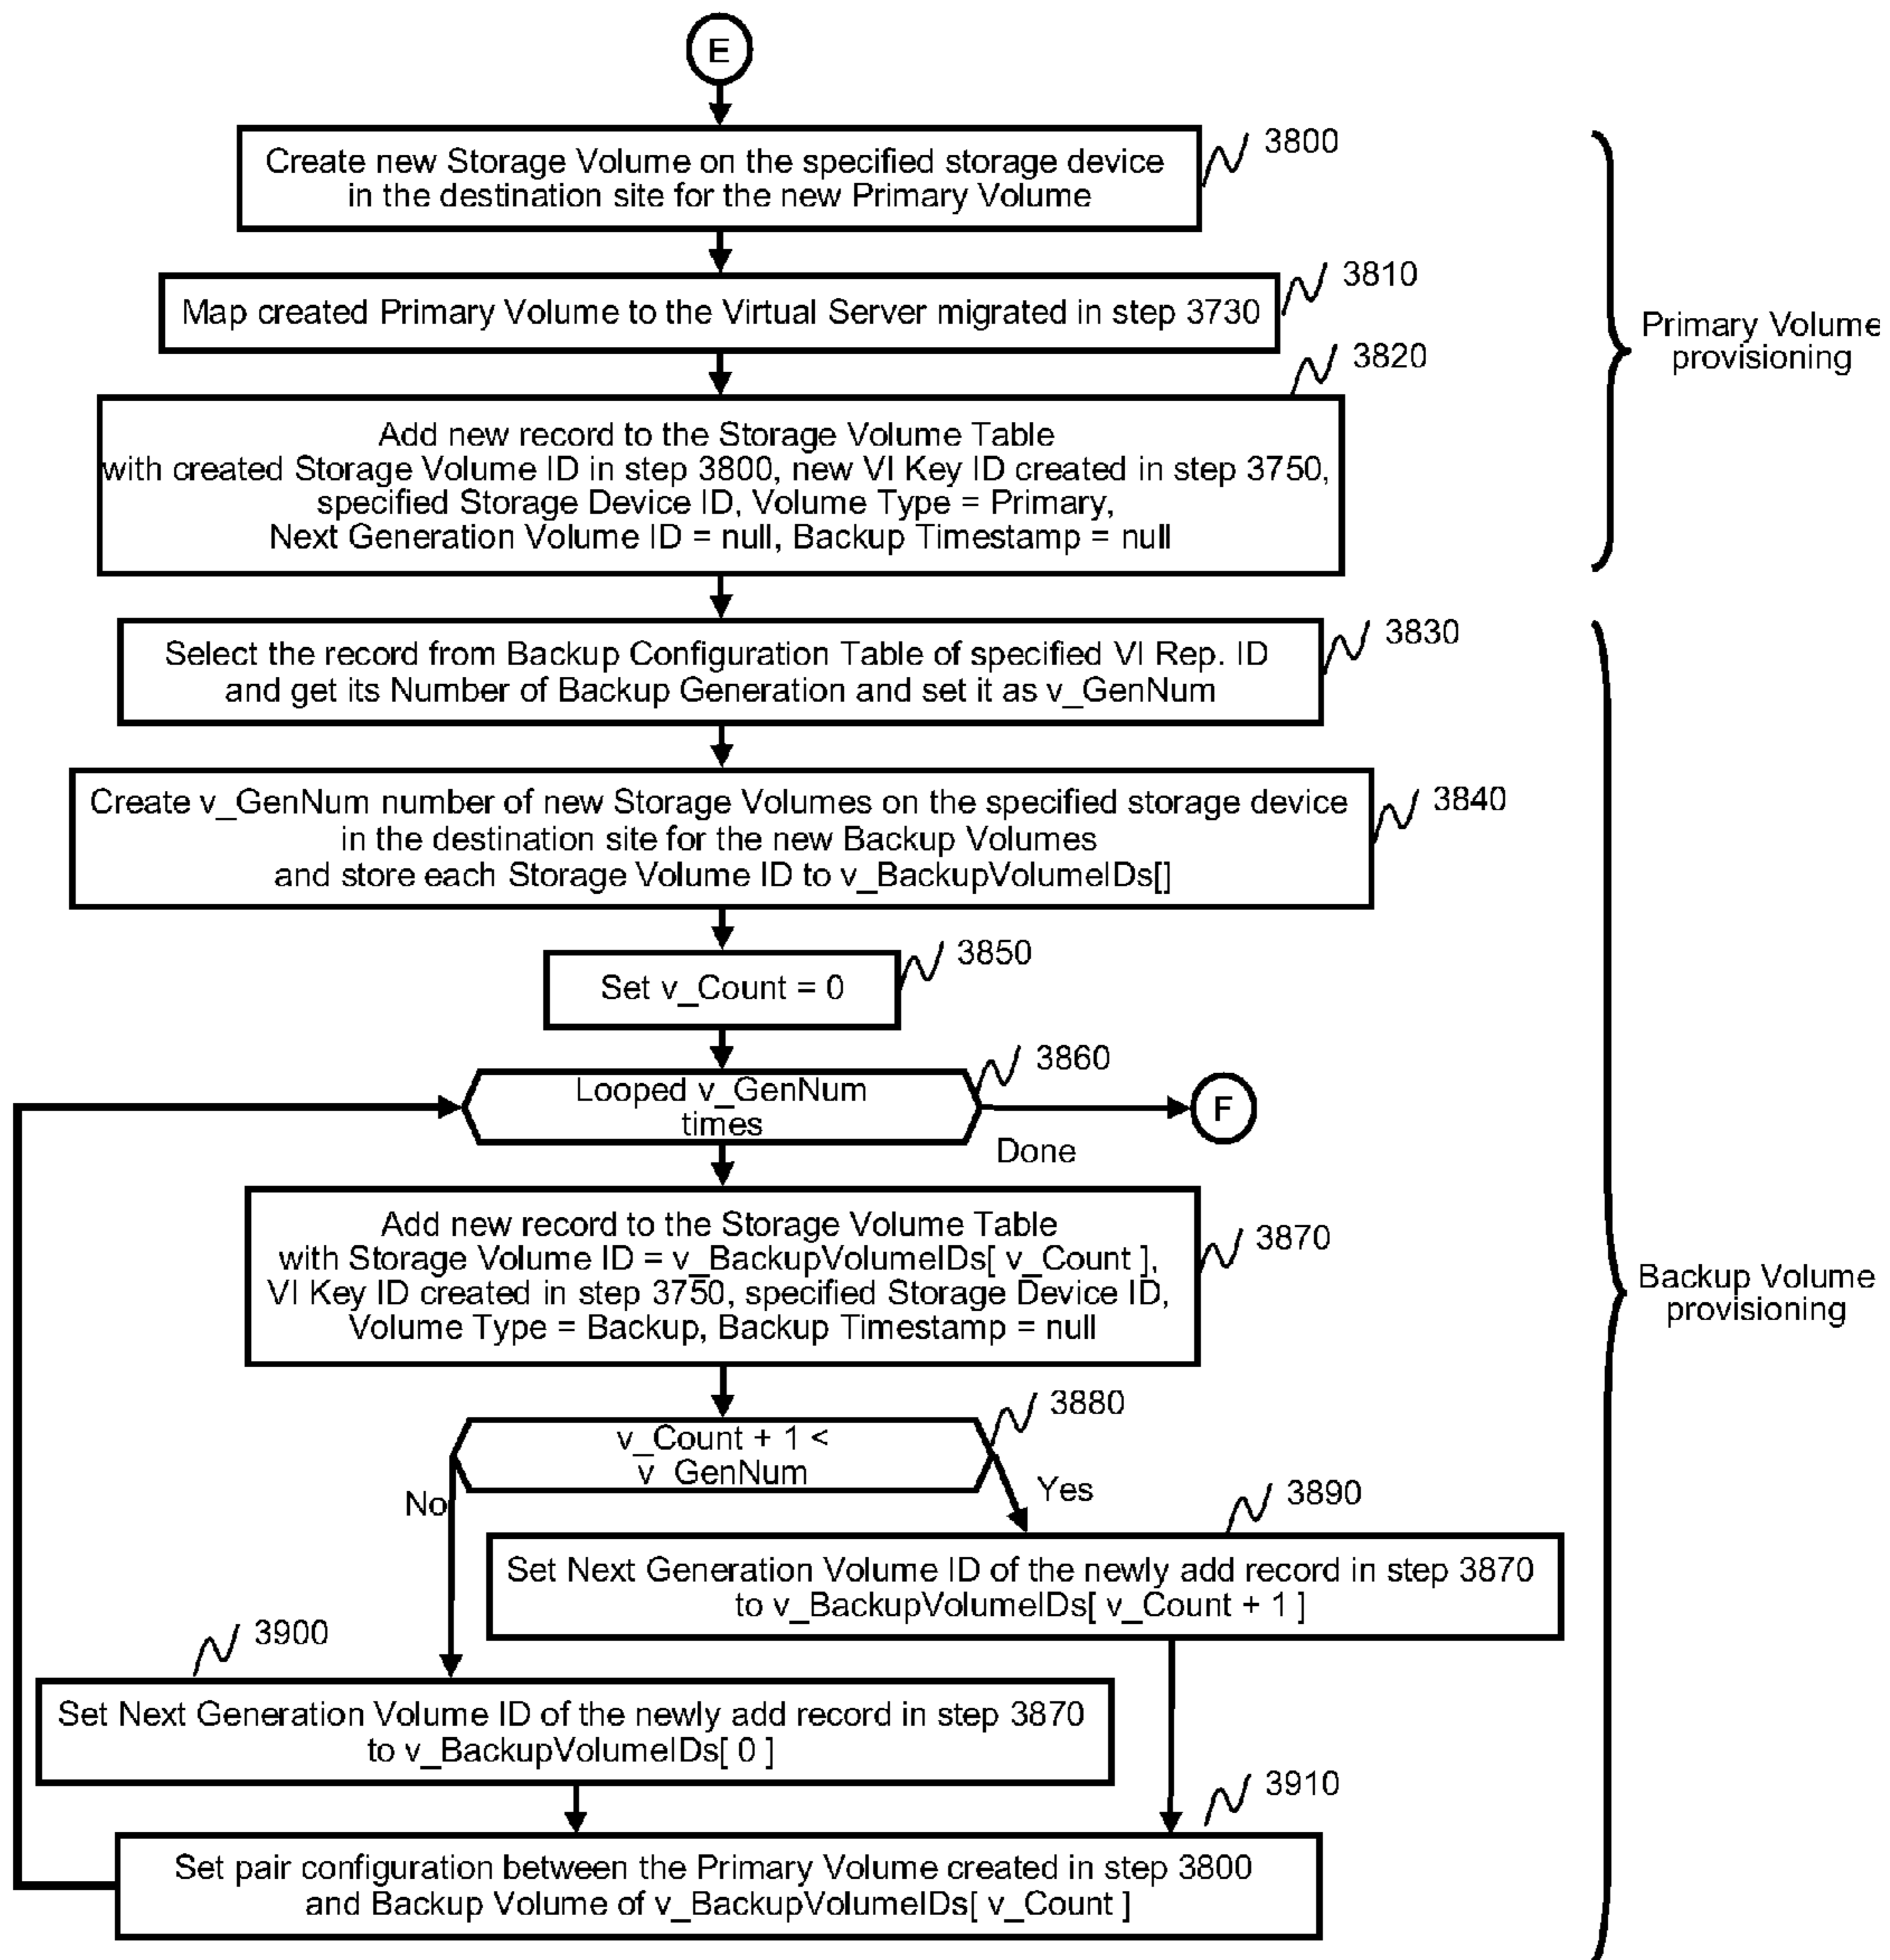 E
Create new Storage Volume on the specified storage device
in the destination site for the new Primary Volume
3800
Map created Primary Volume to the Virtual Server migrated in step 3730
3810
Primary Volume
provisioning
3820
Add new record to the Storage Volume Table
with created Storage Volume ID in step 3800, new VI Key ID created in step 3750,
specified Storage Device ID, Volume Type = Primary,
Next Generation Volume ID = null, Backup Timestamp = null
Select the record from Backup Configuration Table of specified VI Rep. ID
and get its Number of Backup Generation and set it as v_GenNum
3830
Create v_GenNum number of new Storage Volumes on the specified storage device
in the destination site for the new Backup Volumes
and store each Storage Volume ID to v_BackupVolumeIDs[]
3840
Set v_Count = 0
3850
Looped v_GenNum
times
3860
F
Done
Add new record to the Storage Volume Table
with Storage Volume ID = v_BackupVolumeIDs[ v_Count ],
VI Key ID created in step 3750, specified Storage Device ID,
Volume Type = Backup, Backup Timestamp = null
3870
Backup Volume
provisioning
v_Count + 1 <
v_GenNum
3880
No
Yes
3890
Set Next Generation Volume ID of the newly add record in step 3870
to v_BackupVolumeIDs[ v_Count + 1 ]
3900
Set Next Generation Volume ID of the newly add record in step 3870
to v_BackupVolumeIDs[ 0 ]
3910
Set pair configuration between the Primary Volume created in step 3800
and Backup Volume of v_BackupVolumeIDs[ v_Count ]